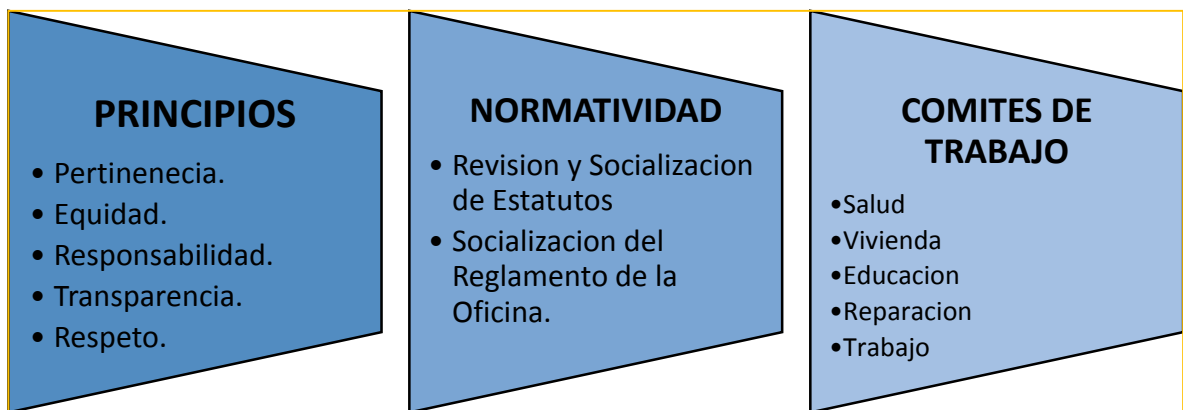 PRINCIPIOS
• Pertinenecia.
• Equidad.
• Responsabilidad.
• Transparencia.
• Respeto.
NORMATIVIDAD
• Revision y Socializacion
de Estatutos
• Socializacion del
Reglamento de la
Oficina.
COMITES DE
TRABAJO
•Salud
•Vivienda
•Educacion
•Reparacion
•Trabajo